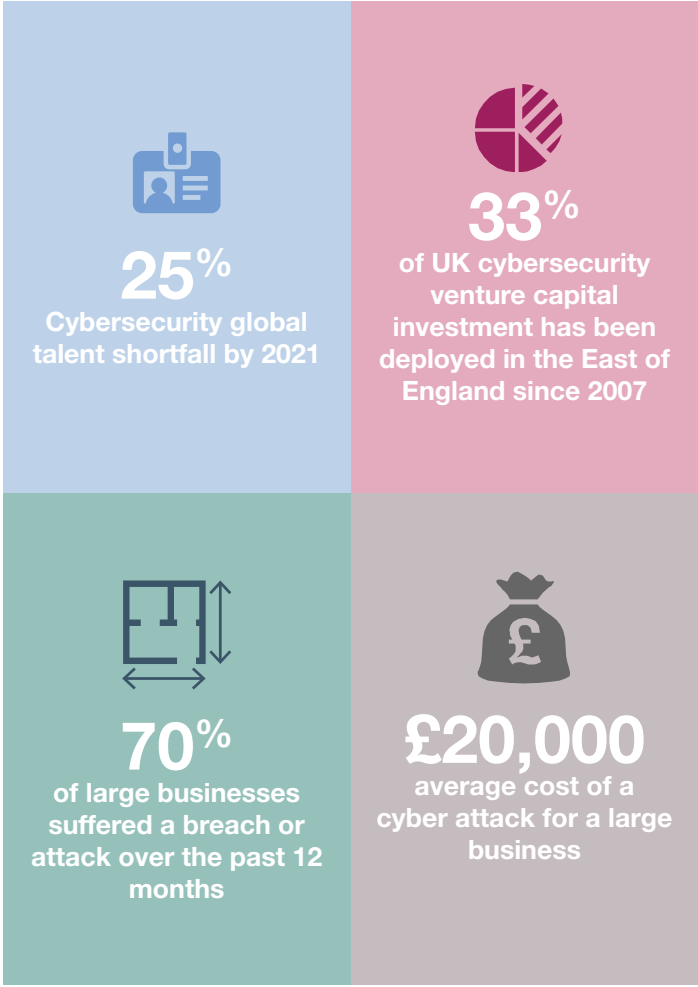 25%
Cybersecurity global
talent shortfall by 2021
33%
of UK cybersecurity
venture capital
investment has been
deployed in the East of
England since 2007
70%
of large businesses
suffered a breach or
attack over the past 12
months
£
£20,000
average cost of a
cyber attack for a large
business